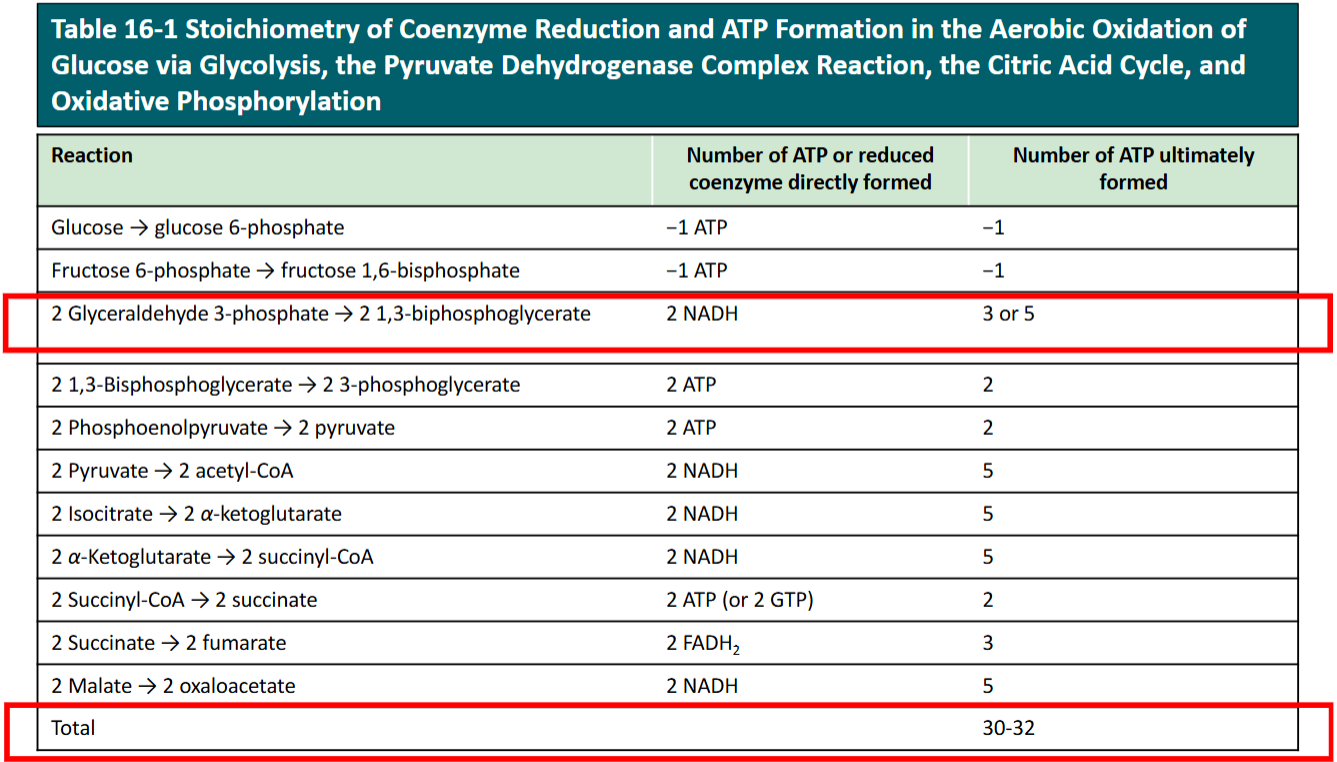 Table 16-1 Stoichiometry of Coenzyme Reduction and ATP Formation in the Aerobic Oxidation of
Glucose via Glycolysis, the Pyruvate Dehydrogenase Complex Reaction, the Citric Acid Cycle, and
Oxidative Phosphorylation
Reaction Number of ATP or reduced coenzyme directly formed Number of ATP ultimately formed
Glucose → glucose 6-phosphate −1 ATP −1
Fructose 6-phosphate → fructose 1,6-bisphosphate −1 ATP −1
2 Glyceraldehyde 3-phosphate → 2 1,3-biphosphoglycerate 2 NADH 3 or 5
2 1,3-Bisphosphoglycerate → 2 3-phosphoglycerate 2 ATP 2
2 Phosphoenolpyruvate → 2 pyruvate 2 ATP 2
2 Pyruvate → 2 acetyl-CoA 2 NADH 5
2 Isocitrate → 2 α-ketoglutarate 2 NADH 5
2 α-Ketoglutarate → 2 succinyl-CoA 2 NADH 5
2 Succinyl-CoA → 2 succinate 2 ATP (or 2 GTP) 2
2 Succinate → 2 fumarate 2 FADH₂ 3
2 Malate → 2 oxaloacetate 2 NADH 5
Total 30-32